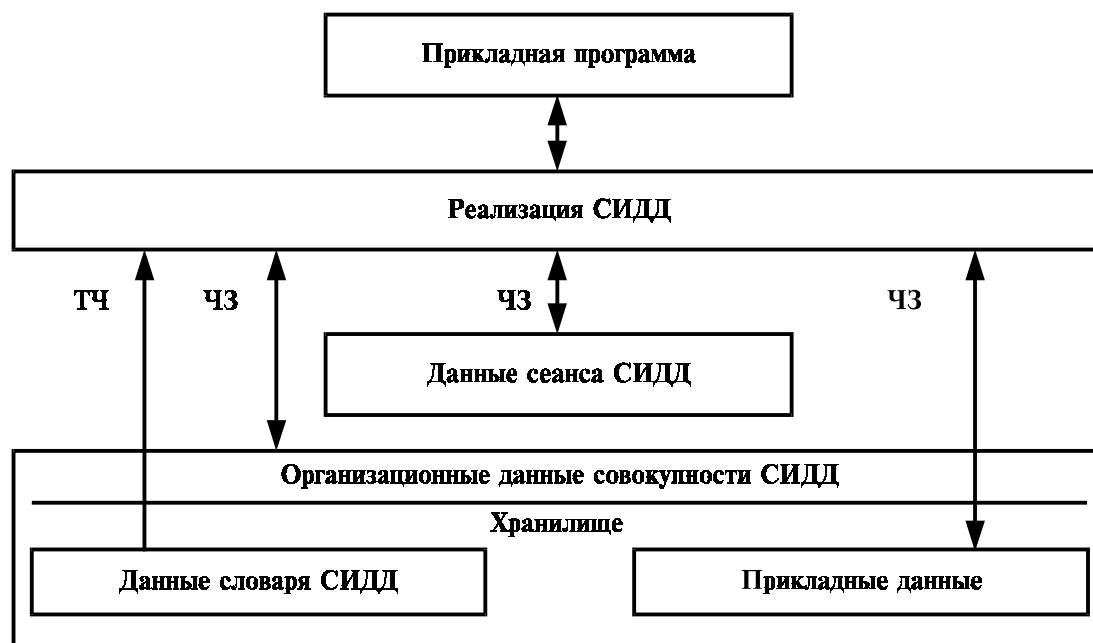 Прикладная программа
Реализация СИДД
ТЧ
ЧЗ
ЧЗ
ЧЗ
Данные сеанса СИДД
Организационные данные совокупности СИДД
Хранилище
Данные словаря СИДД
Прикладные данные